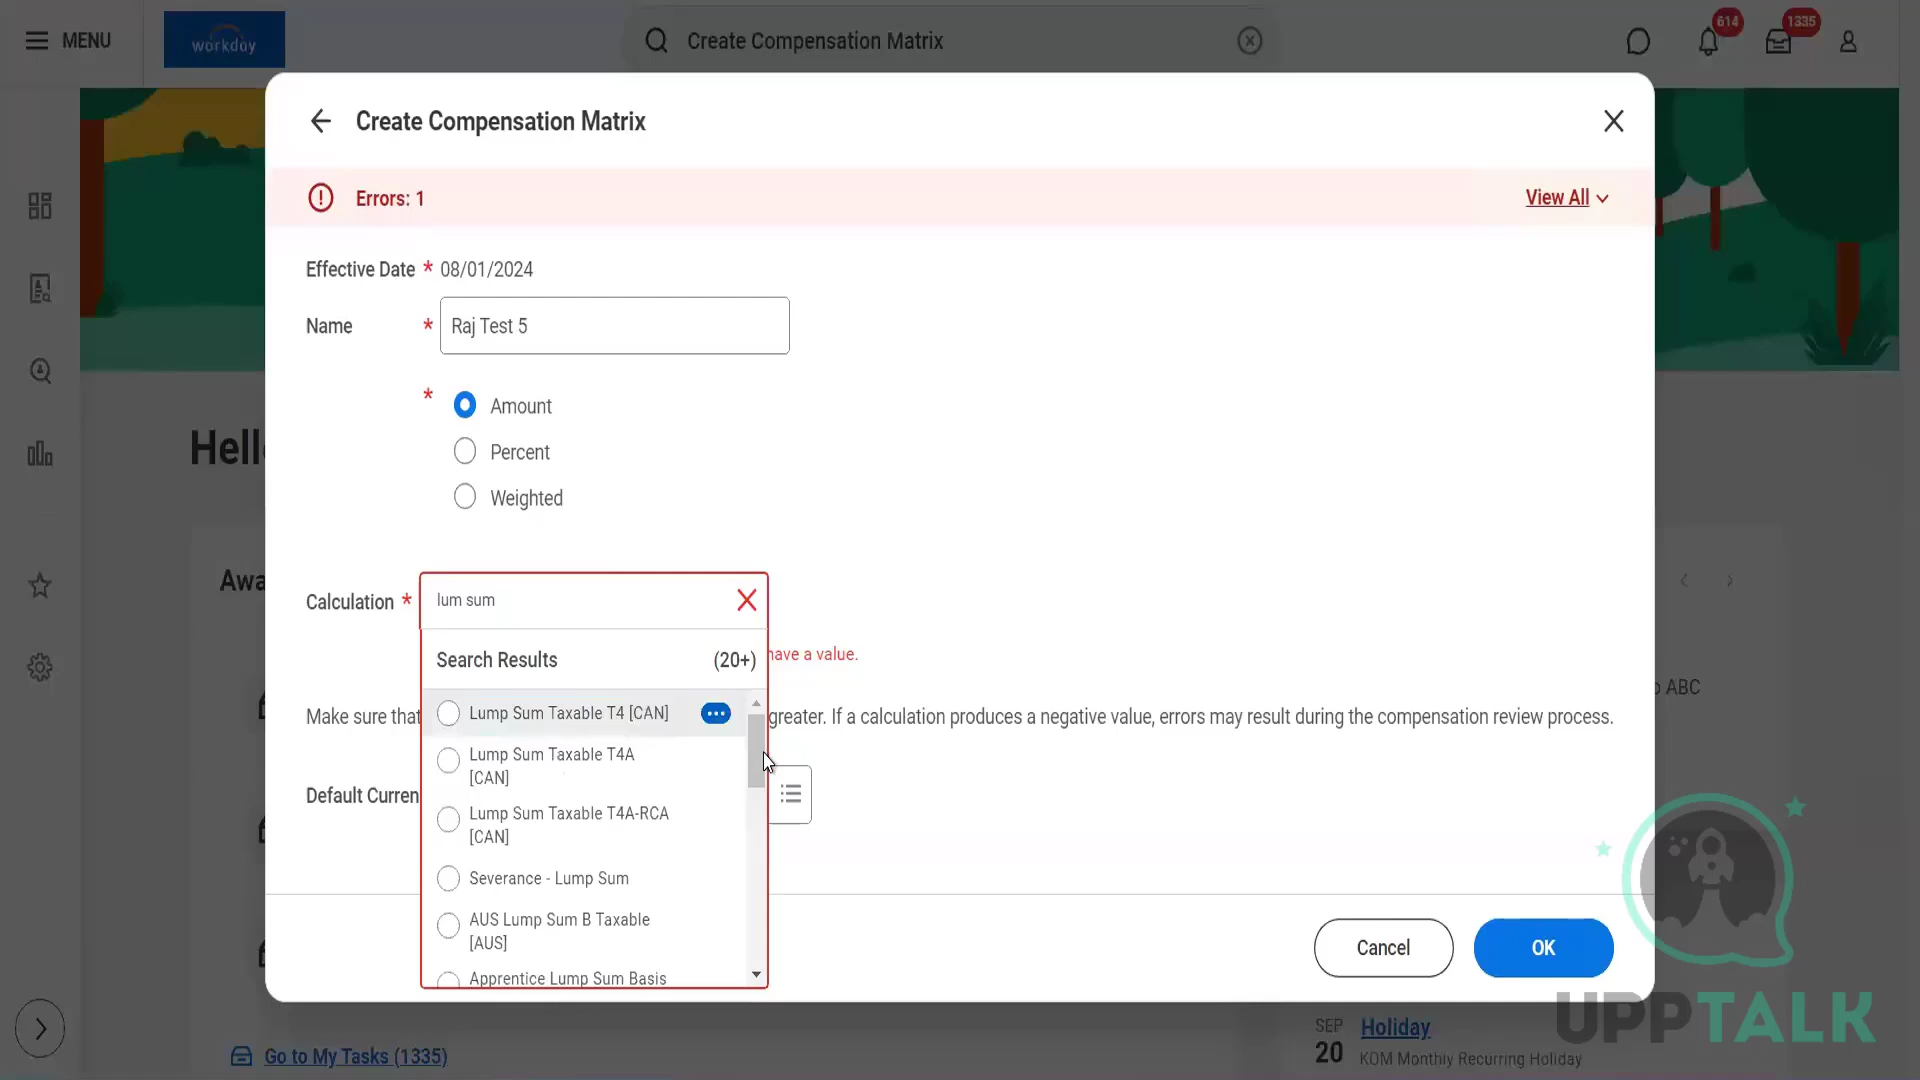 MENU
workday
Create Compensation Matrix
614
1335
Create Compensation Matrix
Errors: 1
View All
Effective Date * 08/01/2024
Name * Raj Test 5
*
Amount
Percent
Weighted
Calculation * lum sum
Search Results (20+)
have a value.
Lump Sum Taxable T4 [CAN]
Make sure that
greater. If a calculation produces a negative value, errors may result during the compensation review process.
Lump Sum Taxable T4A
[CAN]
Default Curren
Lump Sum Taxable T4A-RCA
[CAN]
Severance - Lump Sum
AUS Lump Sum B Taxable
[AUS]
Apprentice Lump Sum Basis
Cancel
OK
Hell
Awa
ABC
Go to My Tasks (1335)
SEP
20
Holiday
KOM Monthly Recurring Holiday
UPPTALK